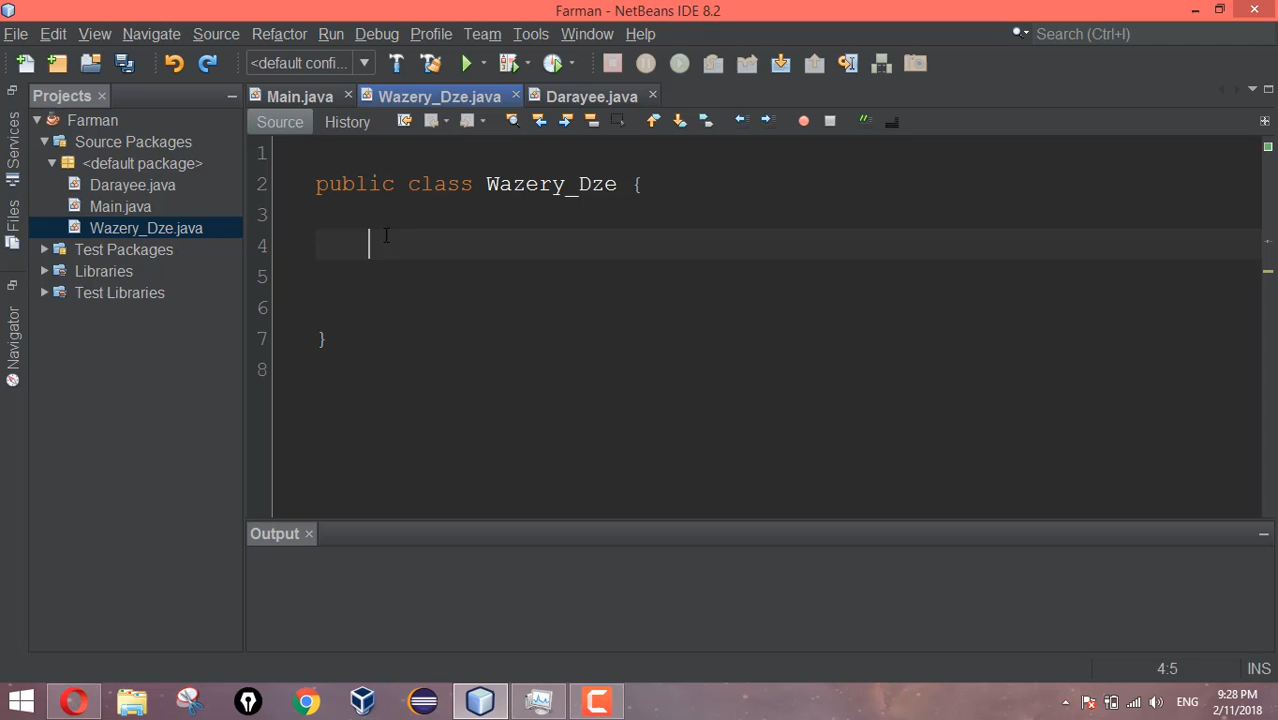 Farman - NetBeans IDE 8.2
File Edit View Navigate Source Refactor Run Debug Profile Team Tools Window Help
Search (Ctrl+I)
<default confi...
Projects
Main.java Wazery_Dze.java Darayee.java
Source History
Services
Files
Navigator
Farman
Source Packages
<default package>
Darayee.java
Main.java
Wazery_Dze.java
Test Packages
Libraries
Test Libraries
1
2 public class Wazery_Dze {
3
4
5
6
7 }
8
Output
4:5 INS
ENG
9:28 PM
2/11/2018